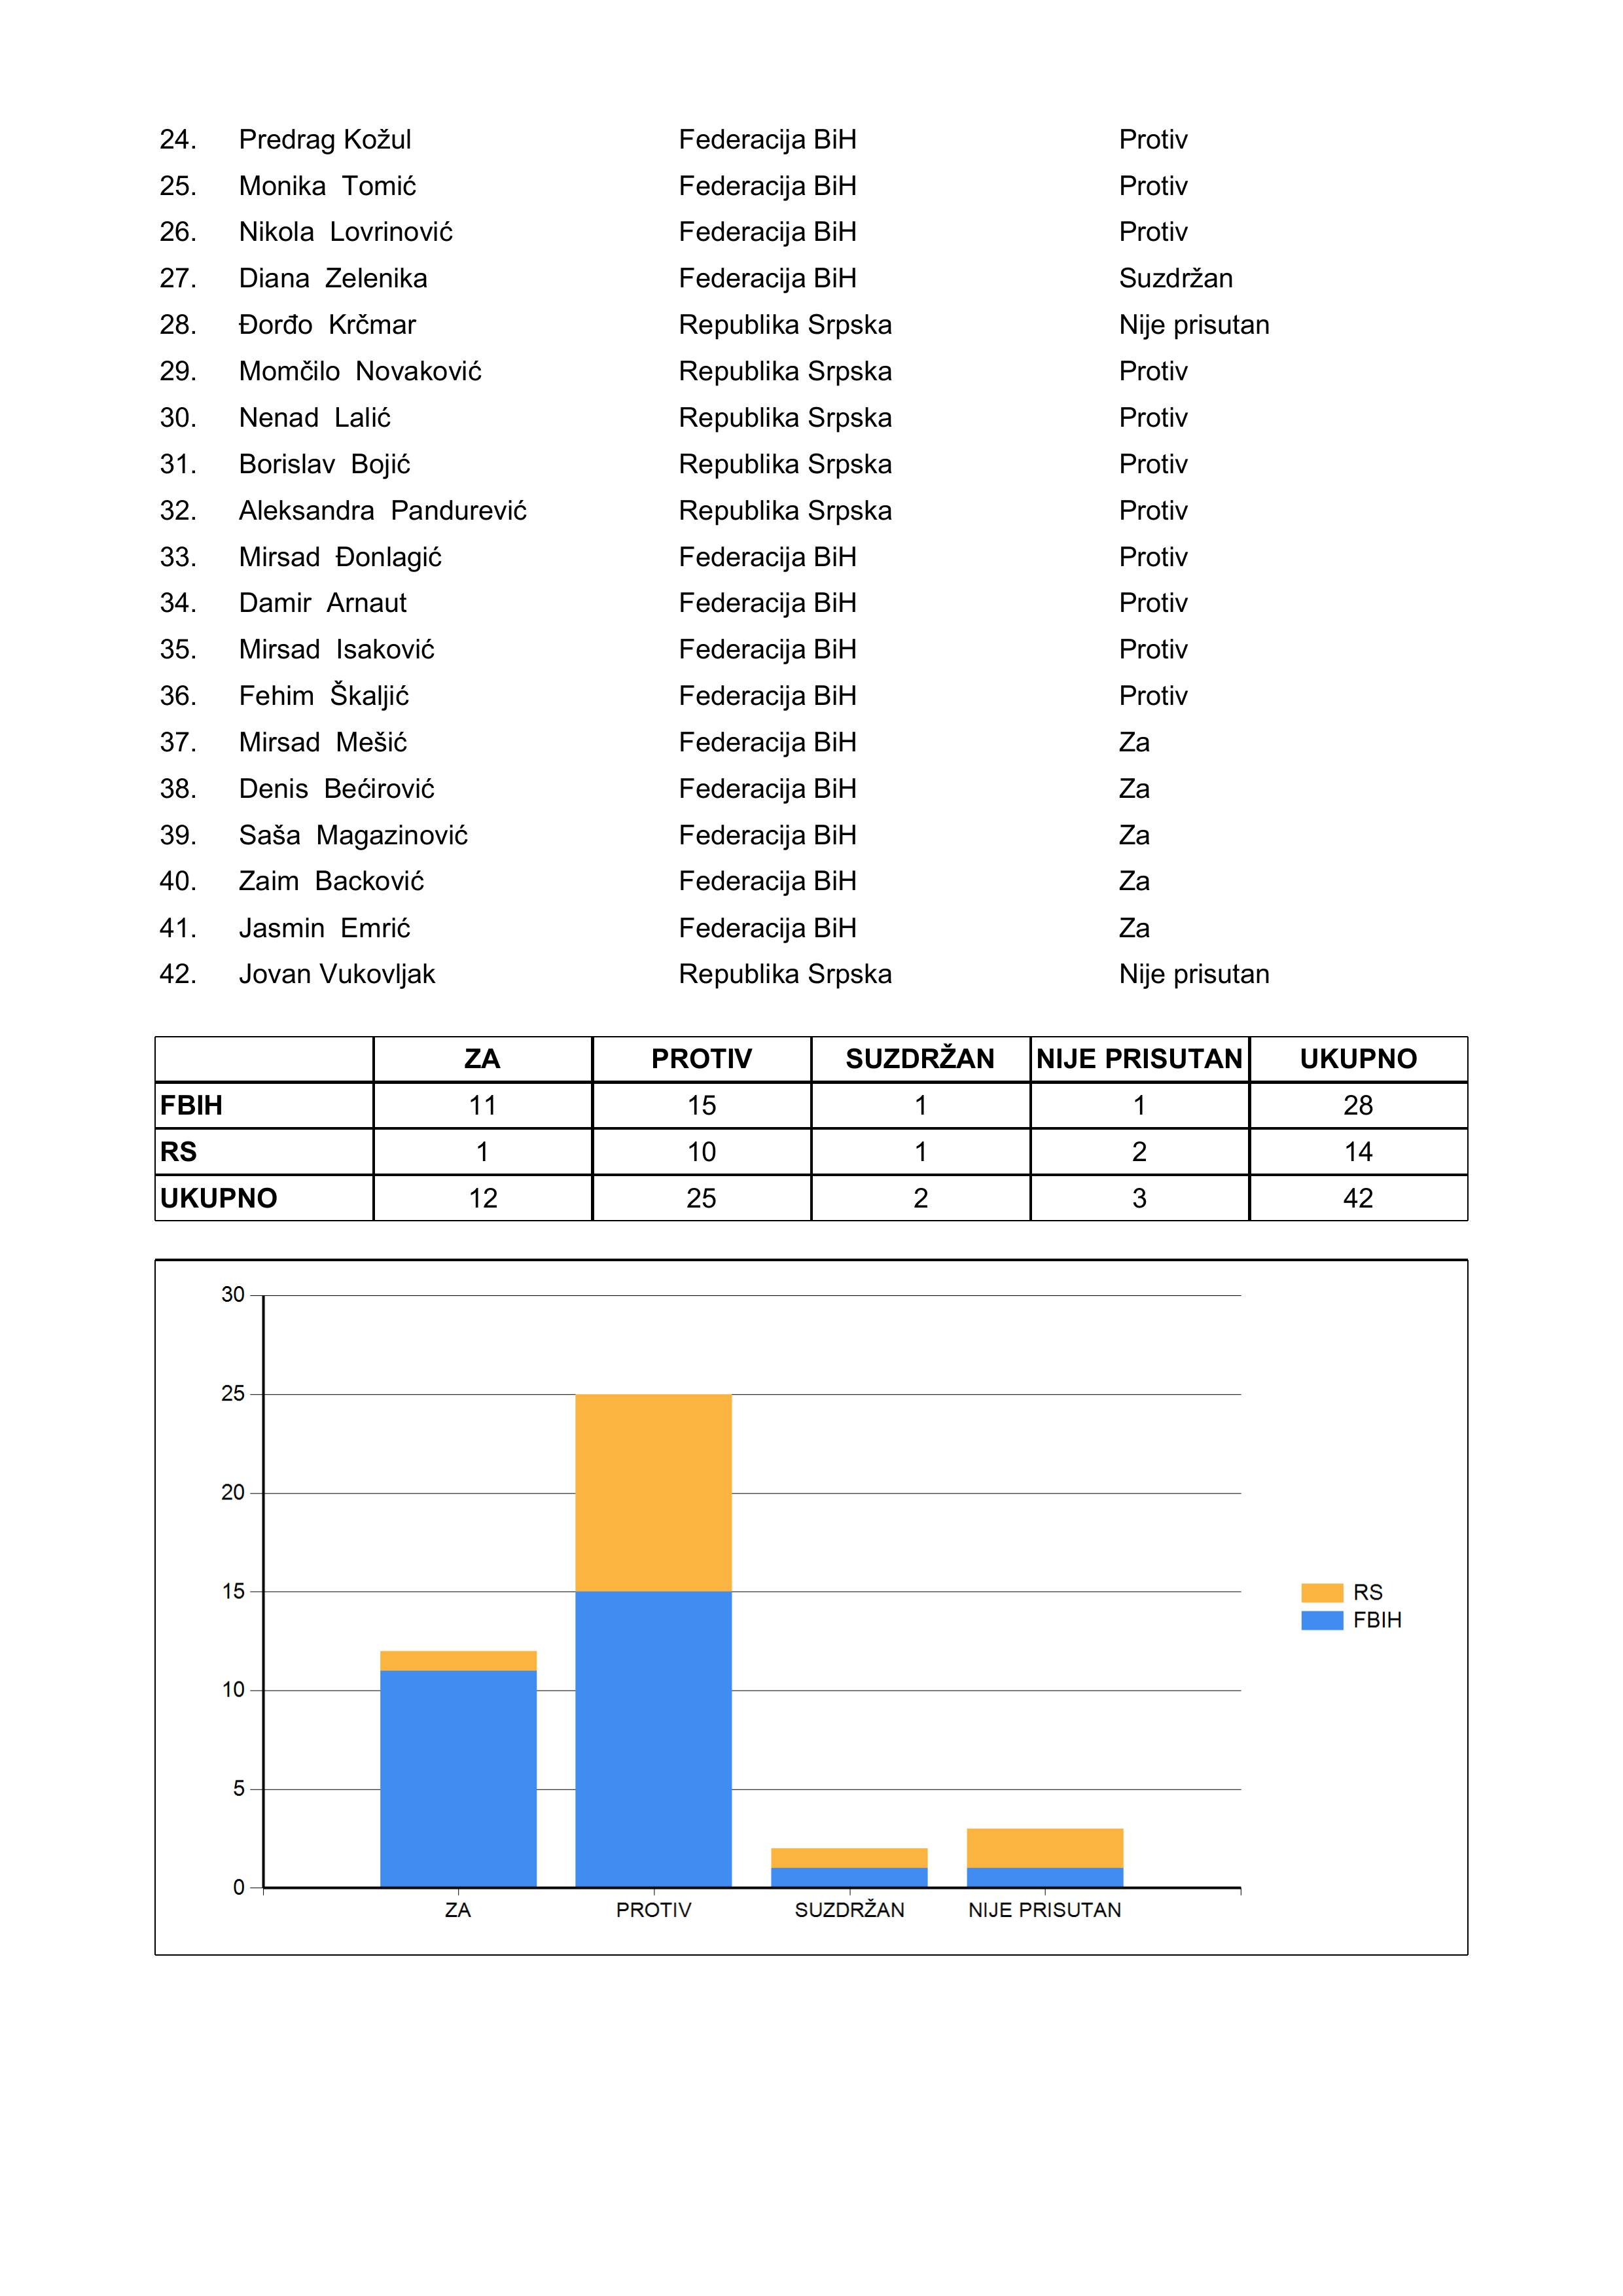 24. Predrag Kožul Federacija BiH Protiv
25. Monika Tomić Federacija BiH Protiv
26. Nikola Lovrinović Federacija BiH Protiv
27. Diana Zelenika Federacija BiH Suzdržan
28. Đorđo Krčmar Republika Srpska Nije prisutan
29. Momčilo Novaković Republika Srpska Protiv
30. Nenad Lalić Republika Srpska Protiv
31. Borislav Bojić Republika Srpska Protiv
32. Aleksandra Pandurević Republika Srpska Protiv
33. Mirsad Đonlagić Federacija BiH Protiv
34. Damir Arnaut Federacija BiH Protiv
35. Mirsad Isaković Federacija BiH Protiv
36. Fehim Škaljić Federacija BiH Protiv
37. Mirsad Mešić Federacija BiH Za
38. Denis Bećirović Federacija BiH Za
39. Saša Magazinović Federacija BiH Za
40. Zaim Backović Federacija BiH Za
41. Jasmin Emrić Federacija BiH Za
42. Jovan Vukovljak Republika Srpska Nije prisutan
ZA PROTIV SUZDRŽAN NIJE PRISUTAN UKUPNO
FBIH 11 15 1 1 28
RS 1 10 1 2 14
UKUPNO 12 25 2 3 42
30
25
20
15
10
5
0
ZA PROTIV SUZDRŽAN NIJE PRISUTAN
RS
FBIH